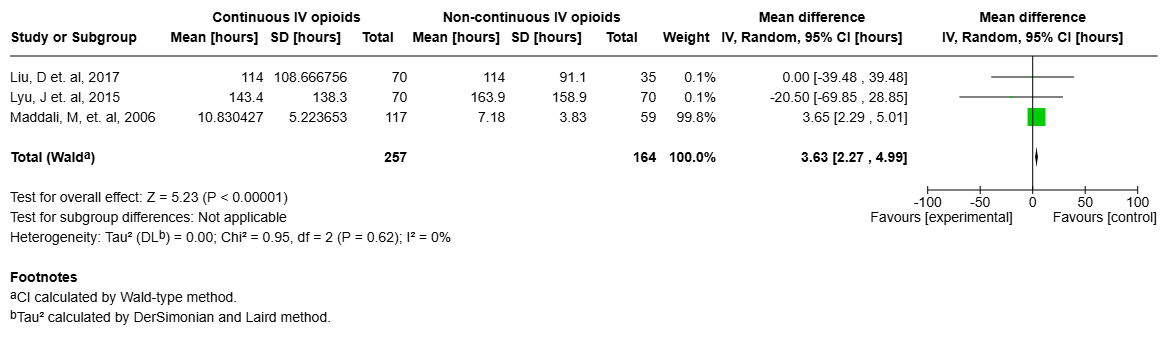 Continuous IV opioids Non-continuous IV opioids Mean difference Mean difference
Study or Subgroup Mean [hours] SD [hours] Total Mean [hours] SD [hours] Total Weight IV, Random, 95% CI [hours] IV, Random, 95% CI [hours]
Liu, D et. al, 2017 114 108.666756 70 114 91.1 35 0.1% 0.00 [-39.48 , 39.48]
Lyu, J et. al, 2015 143.4 138.3 70 163.9 158.9 70 0.1% -20.50 [-69.85 , 28.85]
Maddali, M, et. al, 2006 10.830427 5.223653 117 7.18 3.83 59 99.8% 3.65 [2.29 , 5.01]
Total (Waldᵃ) 257 164 100.0% 3.63 [2.27 , 4.99]
Test for overall effect: Z = 5.23 (P < 0.00001)
-100 -50 0 50 100
Test for subgroup differences: Not applicable
Favours [experimental] Favours [control]
Heterogeneity: Tau² (DLᵇ) = 0.00; Chi² = 0.95, df = 2 (P = 0.62); I² = 0%
Footnotes
ᵃCI calculated by Wald-type method.
ᵇTau² calculated by DerSimonian and Laird method.